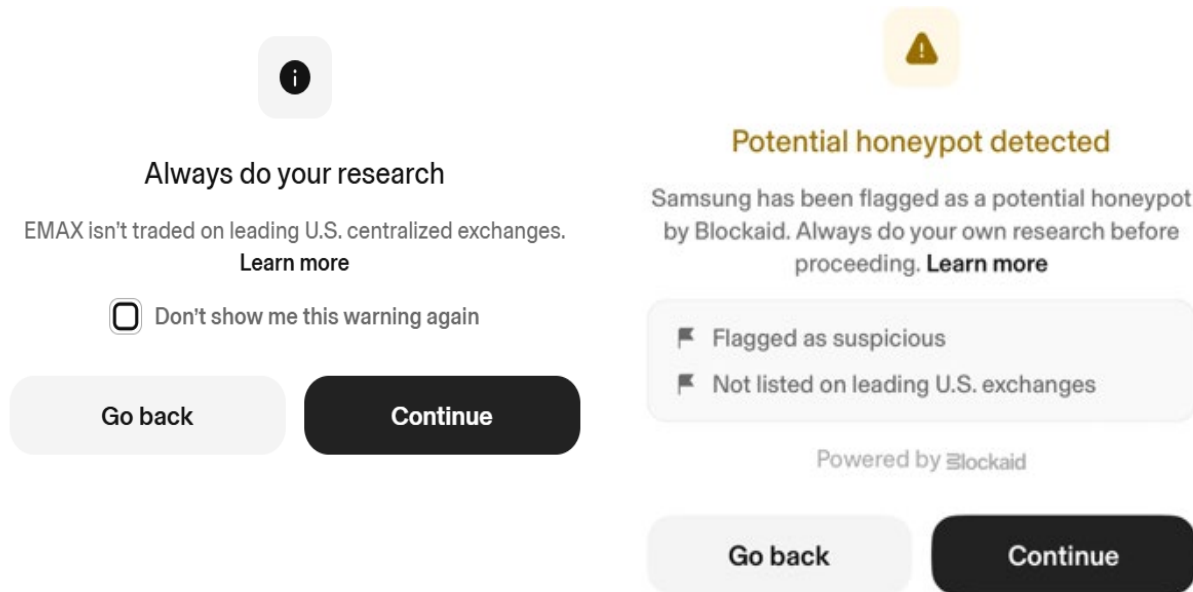 Always do your research
EMAX isn't traded on leading U.S. centralized exchanges.
Learn more
Don't show me this warning again
Go back
Continue
Potential honeypot detected
Samsung has been flagged as a potential honeypot
by Blockaid. Always do your own research before
proceeding. Learn more
Flagged as suspicious
Not listed on leading U.S. exchanges
Powered by Blockaid
Go back
Continue